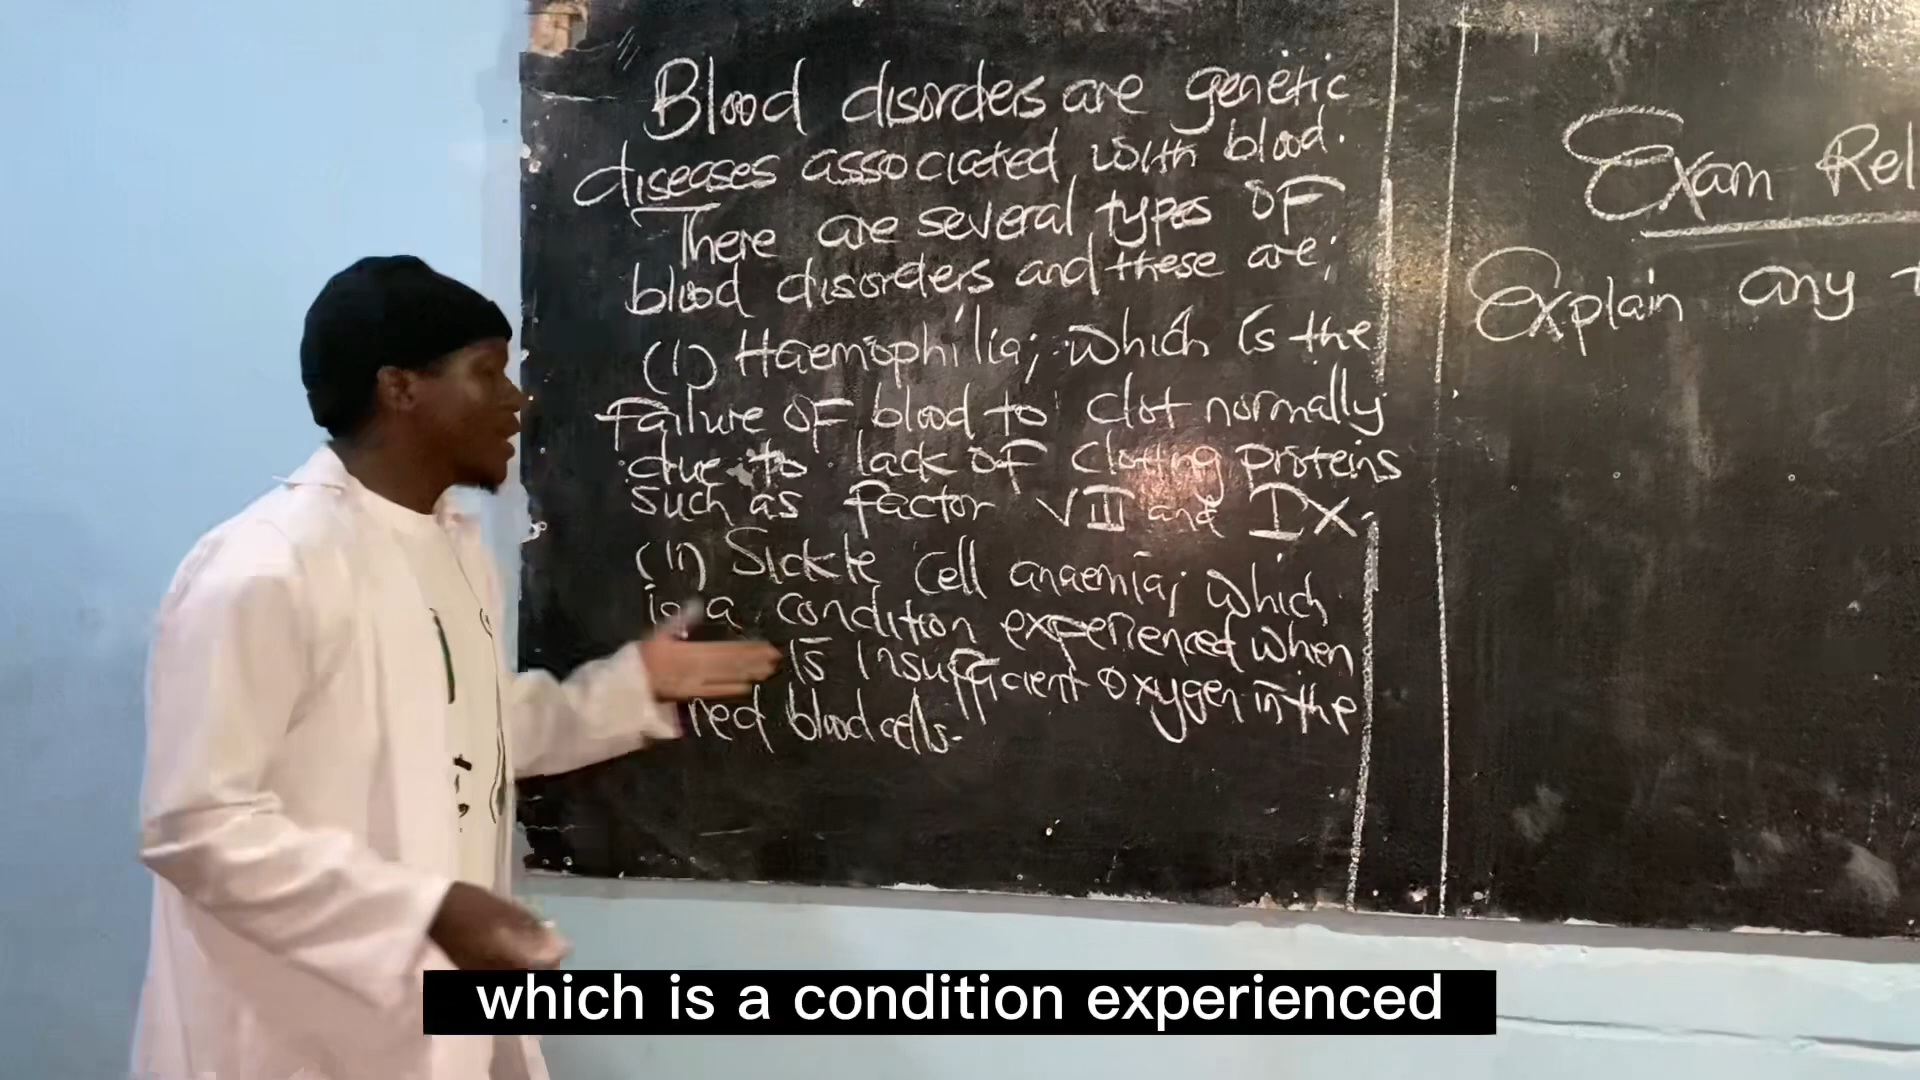 Blood disorders are genetic
diseases associated with blood.
There are several types of
blood disorders and these are;
(i) Haemophilia; which is the
failure of blood to clot normally
due to lack of clotting proteins
such as factor VIII and IX.
(ii) Sickle cell anaemia; which
is a condition experienced when
is insufficient oxygen in the
red blood cells.
Exam Rel
Explain any
which is a condition experienced